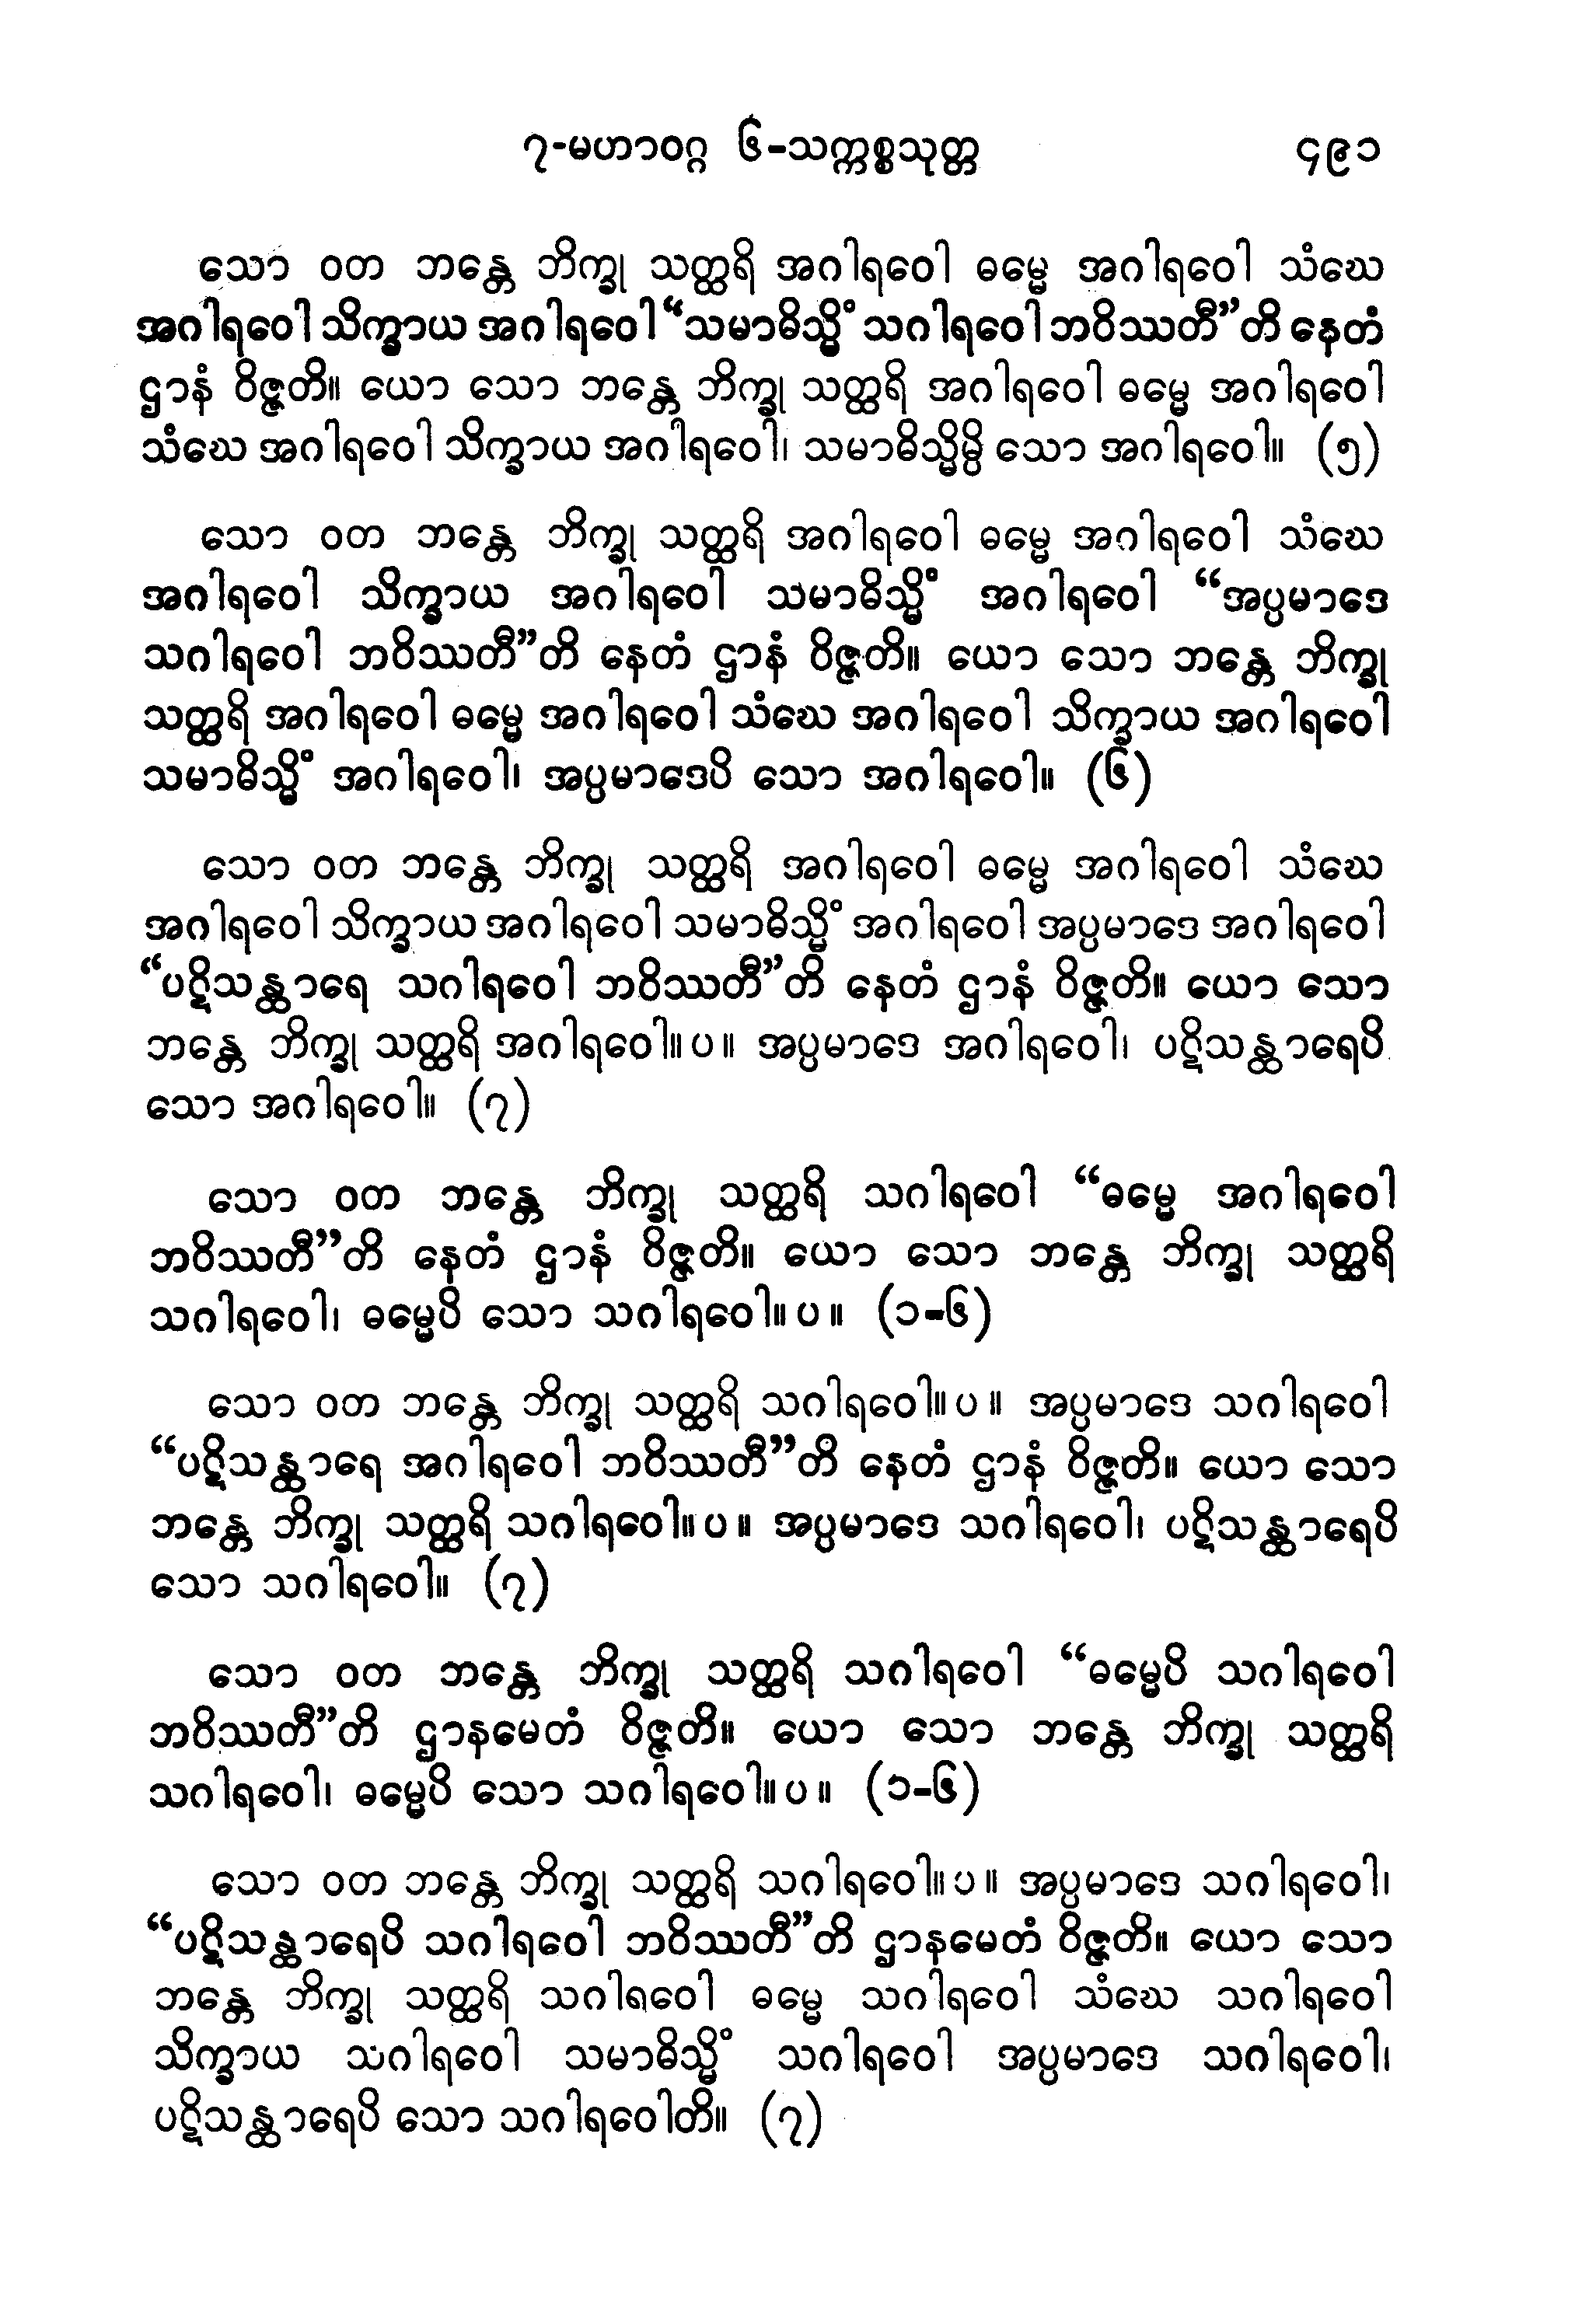 ၇-မဟာဝဂ္ဂ ၆-သက္ကစ္စသုတ္တ ၄၉၁
သော ဝတ ဘန္တေ ဘိက္ခု သတ္ထရိ အဂါရဝေါ ဓမ္မေ အဂါရဝေါ သံဃေ
အဂါရဝေါ သိက္ခာယ အဂါရဝေါ “သမာဓိသ္မိံ သဂါရဝေါ ဘဝိဿတီ”တိ နေတံ
ဌာနံ ဝိဇ္ဇတိ။ ယော သော ဘန္တေ ဘိက္ခု သတ္ထရိ အဂါရဝေါ ဓမ္မေ အဂါရဝေါ
သံဃေ အဂါရဝေါ သိက္ခာယ အဂါရဝေါ၊ သမာဓိသ္မိမ္ပိ သော အဂါရဝေါ။ (၅)
သော ဝတ ဘန္တေ ဘိက္ခု သတ္ထရိ အဂါရဝေါ ဓမ္မေ အဂါရဝေါ သံဃေ
အဂါရဝေါ သိက္ခာယ အဂါရဝေါ သမာဓိသ္မိံ အဂါရဝေါ “အပ္ပမာဒေ
သဂါရဝေါ ဘဝိဿတီ”တိ နေတံ ဌာနံ ဝိဇ္ဇတိ။ ယော သော ဘန္တေ ဘိက္ခု
သတ္ထရိ အဂါရဝေါ ဓမ္မေ အဂါရဝေါ သံဃေ အဂါရဝေါ သိက္ခာယ အဂါရဝေါ
သမာဓိသ္မိံ အဂါရဝေါ၊ အပ္ပမာဒေပိ သော အဂါရဝေါ။ (၆)
သော ဝတ ဘန္တေ ဘိက္ခု သတ္ထရိ အဂါရဝေါ ဓမ္မေ အဂါရဝေါ သံဃေ
အဂါရဝေါ သိက္ခာယ အဂါရဝေါ သမာဓိသ္မိံ အဂါရဝေါ အပ္ပမာဒေ အဂါရဝေါ
“ပဋိသန္ထာရေ သဂါရဝေါ ဘဝိဿတီ”တိ နေတံ ဌာနံ ဝိဇ္ဇတိ။ ယော သော
ဘန္တေ ဘိက္ခု သတ္ထရိ အဂါရဝေါ။ပ။ အပ္ပမာဒေ အဂါရဝေါ၊ ပဋိသန္ထာရေပိ
သော အဂါရဝေါ။ (၇)
သော ဝတ ဘန္တေ ဘိက္ခု သတ္ထရိ သဂါရဝေါ “ဓမ္မေ အဂါရဝေါ
ဘဝိဿတီ”တိ နေတံ ဌာနံ ဝိဇ္ဇတိ။ ယော သော ဘန္တေ ဘိက္ခု သတ္ထရိ
သဂါရဝေါ၊ ဓမ္မေပိ သော သဂါရဝေါ။ပ။ (၁-၆)
သော ဝတ ဘန္တေ ဘိက္ခု သတ္ထရိ သဂါရဝေါ။ပ။ အပ္ပမာဒေ သဂါရဝေါ
“ပဋိသန္ထာရေ အဂါရဝေါ ဘဝိဿတီ”တိ နေတံ ဌာနံ ဝိဇ္ဇတိ။ ယော သော
ဘန္တေ ဘိက္ခု သတ္ထရိ သဂါရဝေါ။ပ။ အပ္ပမာဒေ သဂါရဝေါ၊ ပဋိသန္ထာရေပိ
သော သဂါရဝေါ။ (၇)
သော ဝတ ဘန္တေ ဘိက္ခု သတ္ထရိ သဂါရဝေါ “ဓမ္မေပိ သဂါရဝေါ
ဘဝိဿတီ”တိ ဌာနမေတံ ဝိဇ္ဇတိ။ ယော သော ဘန္တေ ဘိက္ခု သတ္ထရိ
သဂါရဝေါ၊ ဓမ္မေပိ သော သဂါရဝေါ။ပ။ (၁-၆)
သော ဝတ ဘန္တေ ဘိက္ခု သတ္ထရိ သဂါရဝေါ။ပ။ အပ္ပမာဒေ သဂါရဝေါ၊
“ပဋိသန္ထာရေပိ သဂါရဝေါ ဘဝိဿတီ”တိ ဌာနမေတံ ဝိဇ္ဇတိ။ ယော သော
ဘန္တေ ဘိက္ခု သတ္ထရိ သဂါရဝေါ ဓမ္မေ သဂါရဝေါ သံဃေ သဂါရဝေါ
သိက္ခာယ သဂါရဝေါ သမာဓိသ္မိံ သဂါရဝေါ အပ္ပမာဒေ သဂါရဝေါ၊
ပဋိသန္ထာရေပိ သော သဂါရဝေါတိ။ (၇)